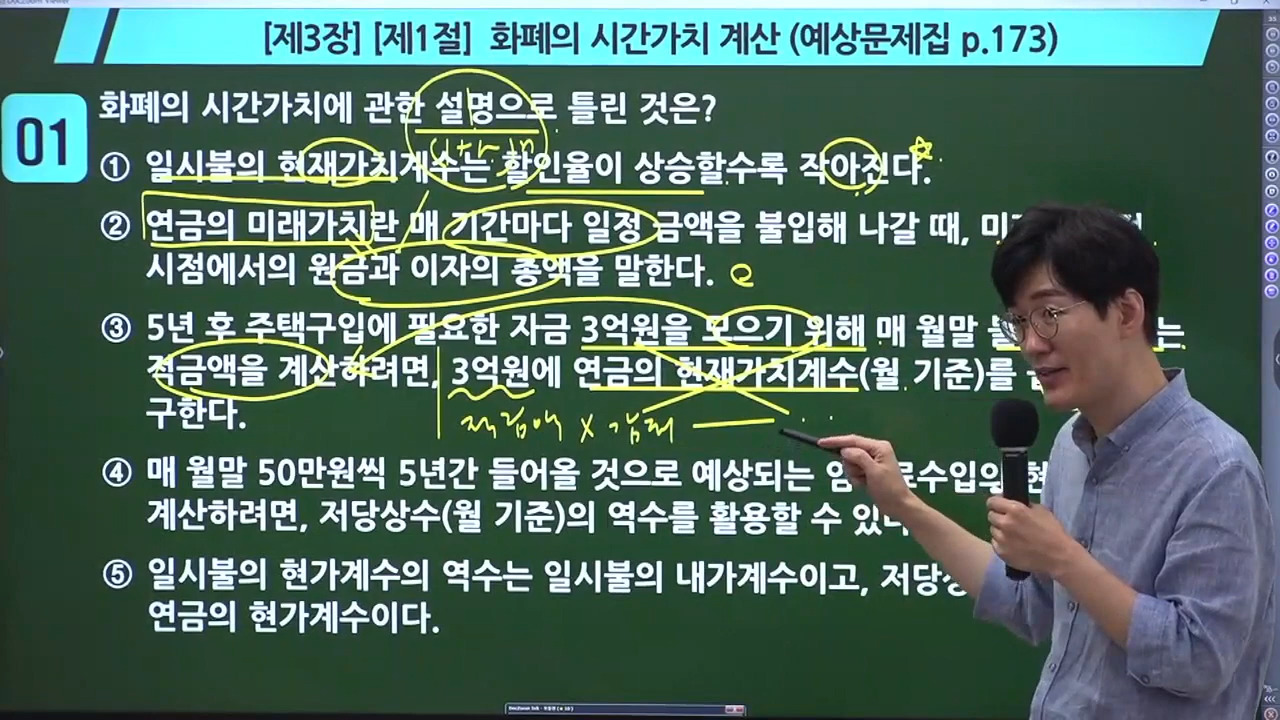 [제3장] [제1절] 화폐의 시간가치 계산 (예상문제집 p.173)
01
화폐의 시간가치에 관한 설명으로 틀린 것은?
① 일시불의 현재가치계수는 할인율이 상승할수록 작아진다.
② 연금의 미래가치란 매 기간마다 일정 금액을 불입해 나갈 때,
시점에서의 원금과 이자의 총액을 말한다.
③ 5년 후 주택구입에 필요한 자금 3억원을 모으기 위해 매 월말
적금액을 계산하려면, 3억원에 연금의 현재가치계수(월 기준)를
구한다.
④ 매 월말 50만원씩 5년간 들어올 것으로 예상되는
계산하려면, 저당상수(월 기준)의 역수를 활용할 수
⑤ 일시불의 현가계수의 역수는 일시불의 내가계수이고,
연금의 현가계수이다.